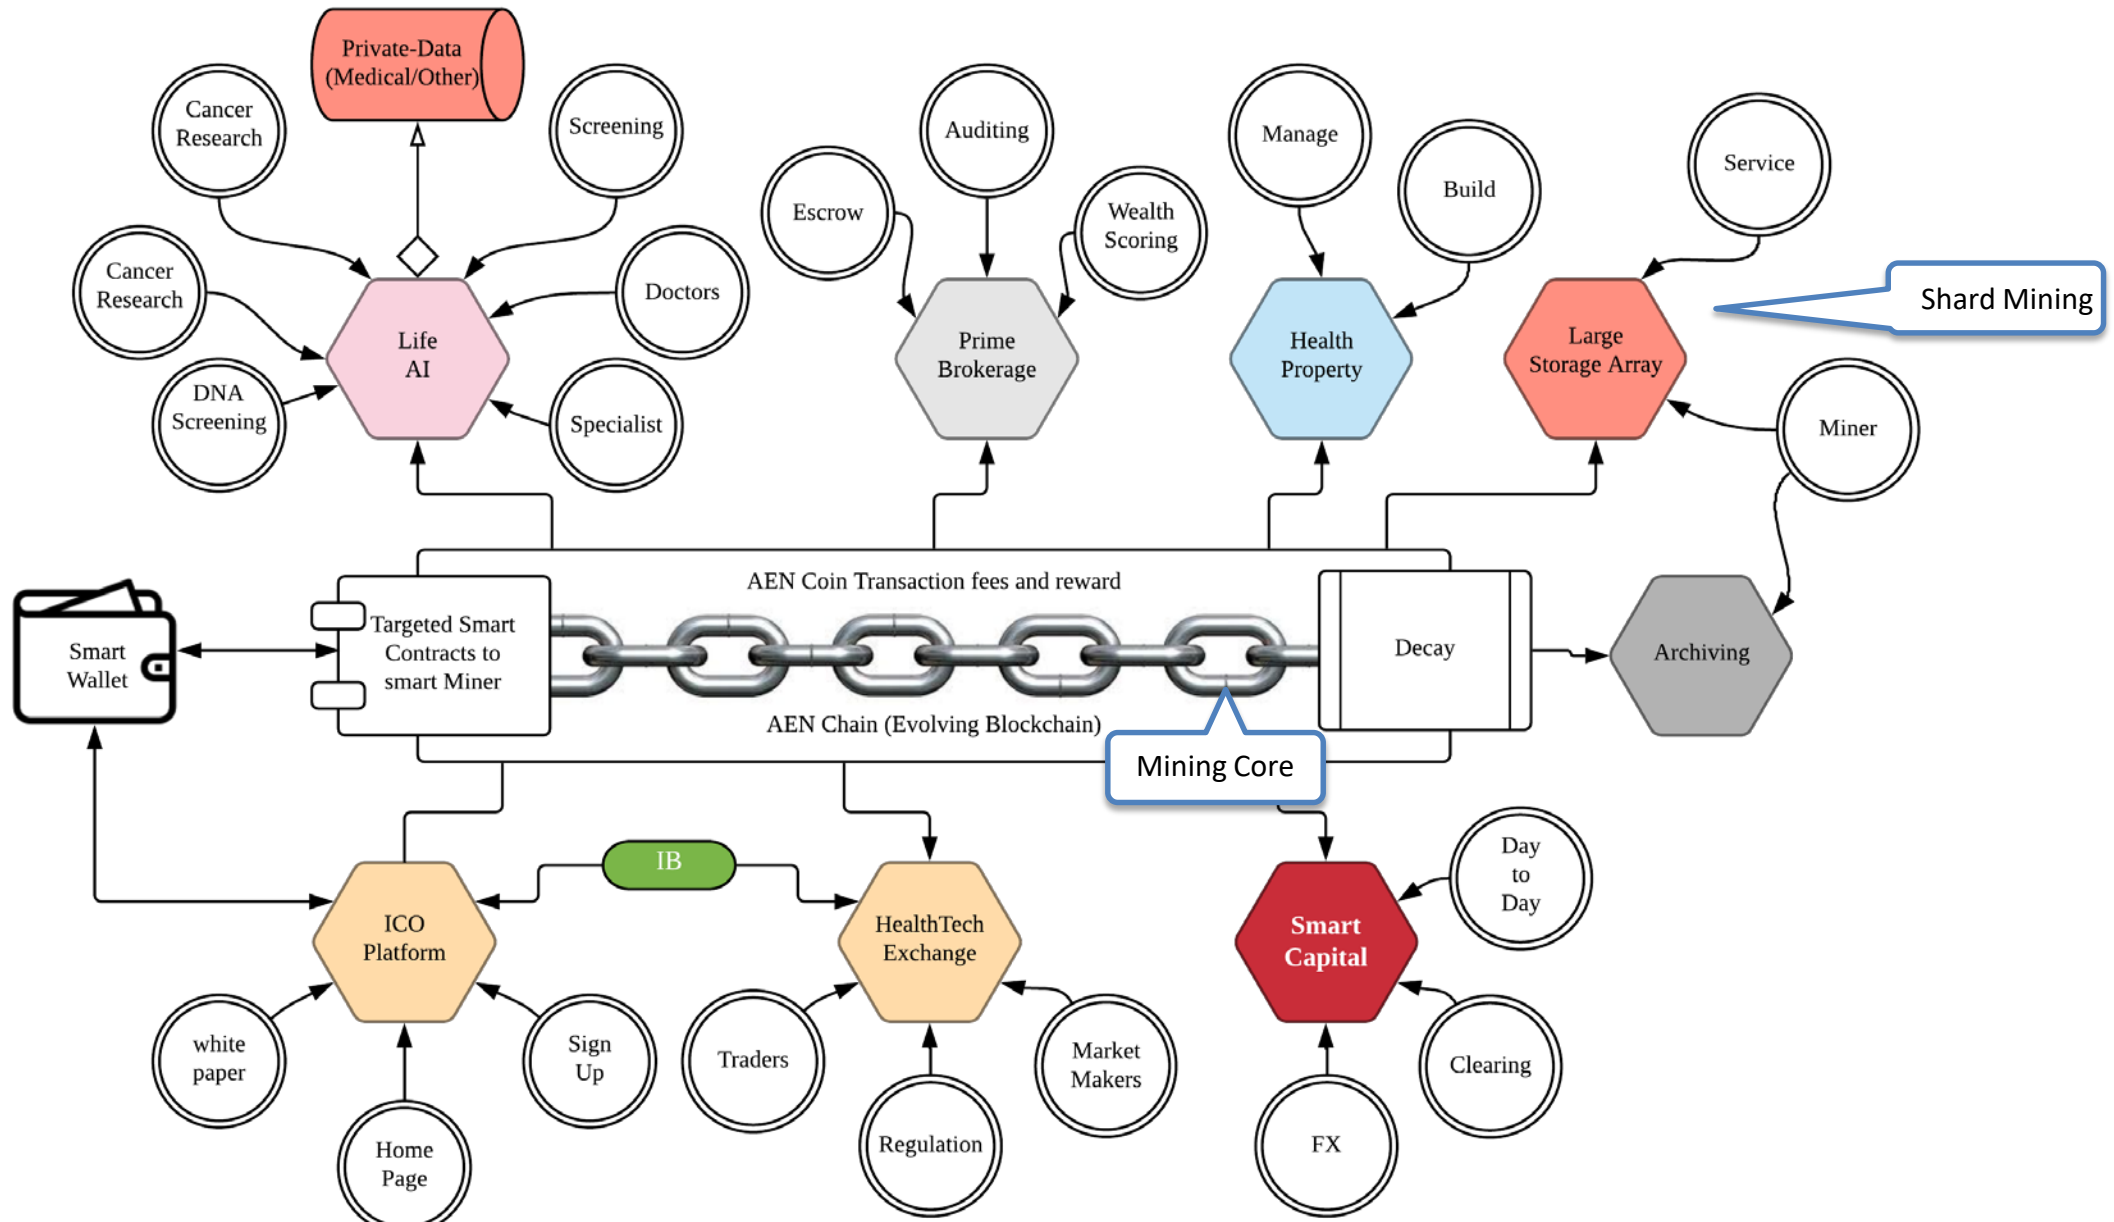 Private-Data
(Medical/Other)
Cancer
Research
Screening
Auditing
Manage
Service
Build
Escrow
Wealth
Scoring
Cancer
Research
Doctors
Shard Mining
Life
AI
Prime
Brokerage
Health
Property
Large
Storage Array
DNA
Screening
Specialist
Miner
AEN Coin Transaction fees and reward
Smart
Wallet
Targeted Smart
Contracts to
smart Miner
Decay
Archiving
AEN Chain (Evolving Blockchain)
Mining Core
IB
Day
to
Day
ICO
Platform
HealthTech
Exchange
Smart
Capital
white
paper
Sign
Up
Traders
Market
Makers
Clearing
Home
Page
Regulation
FX